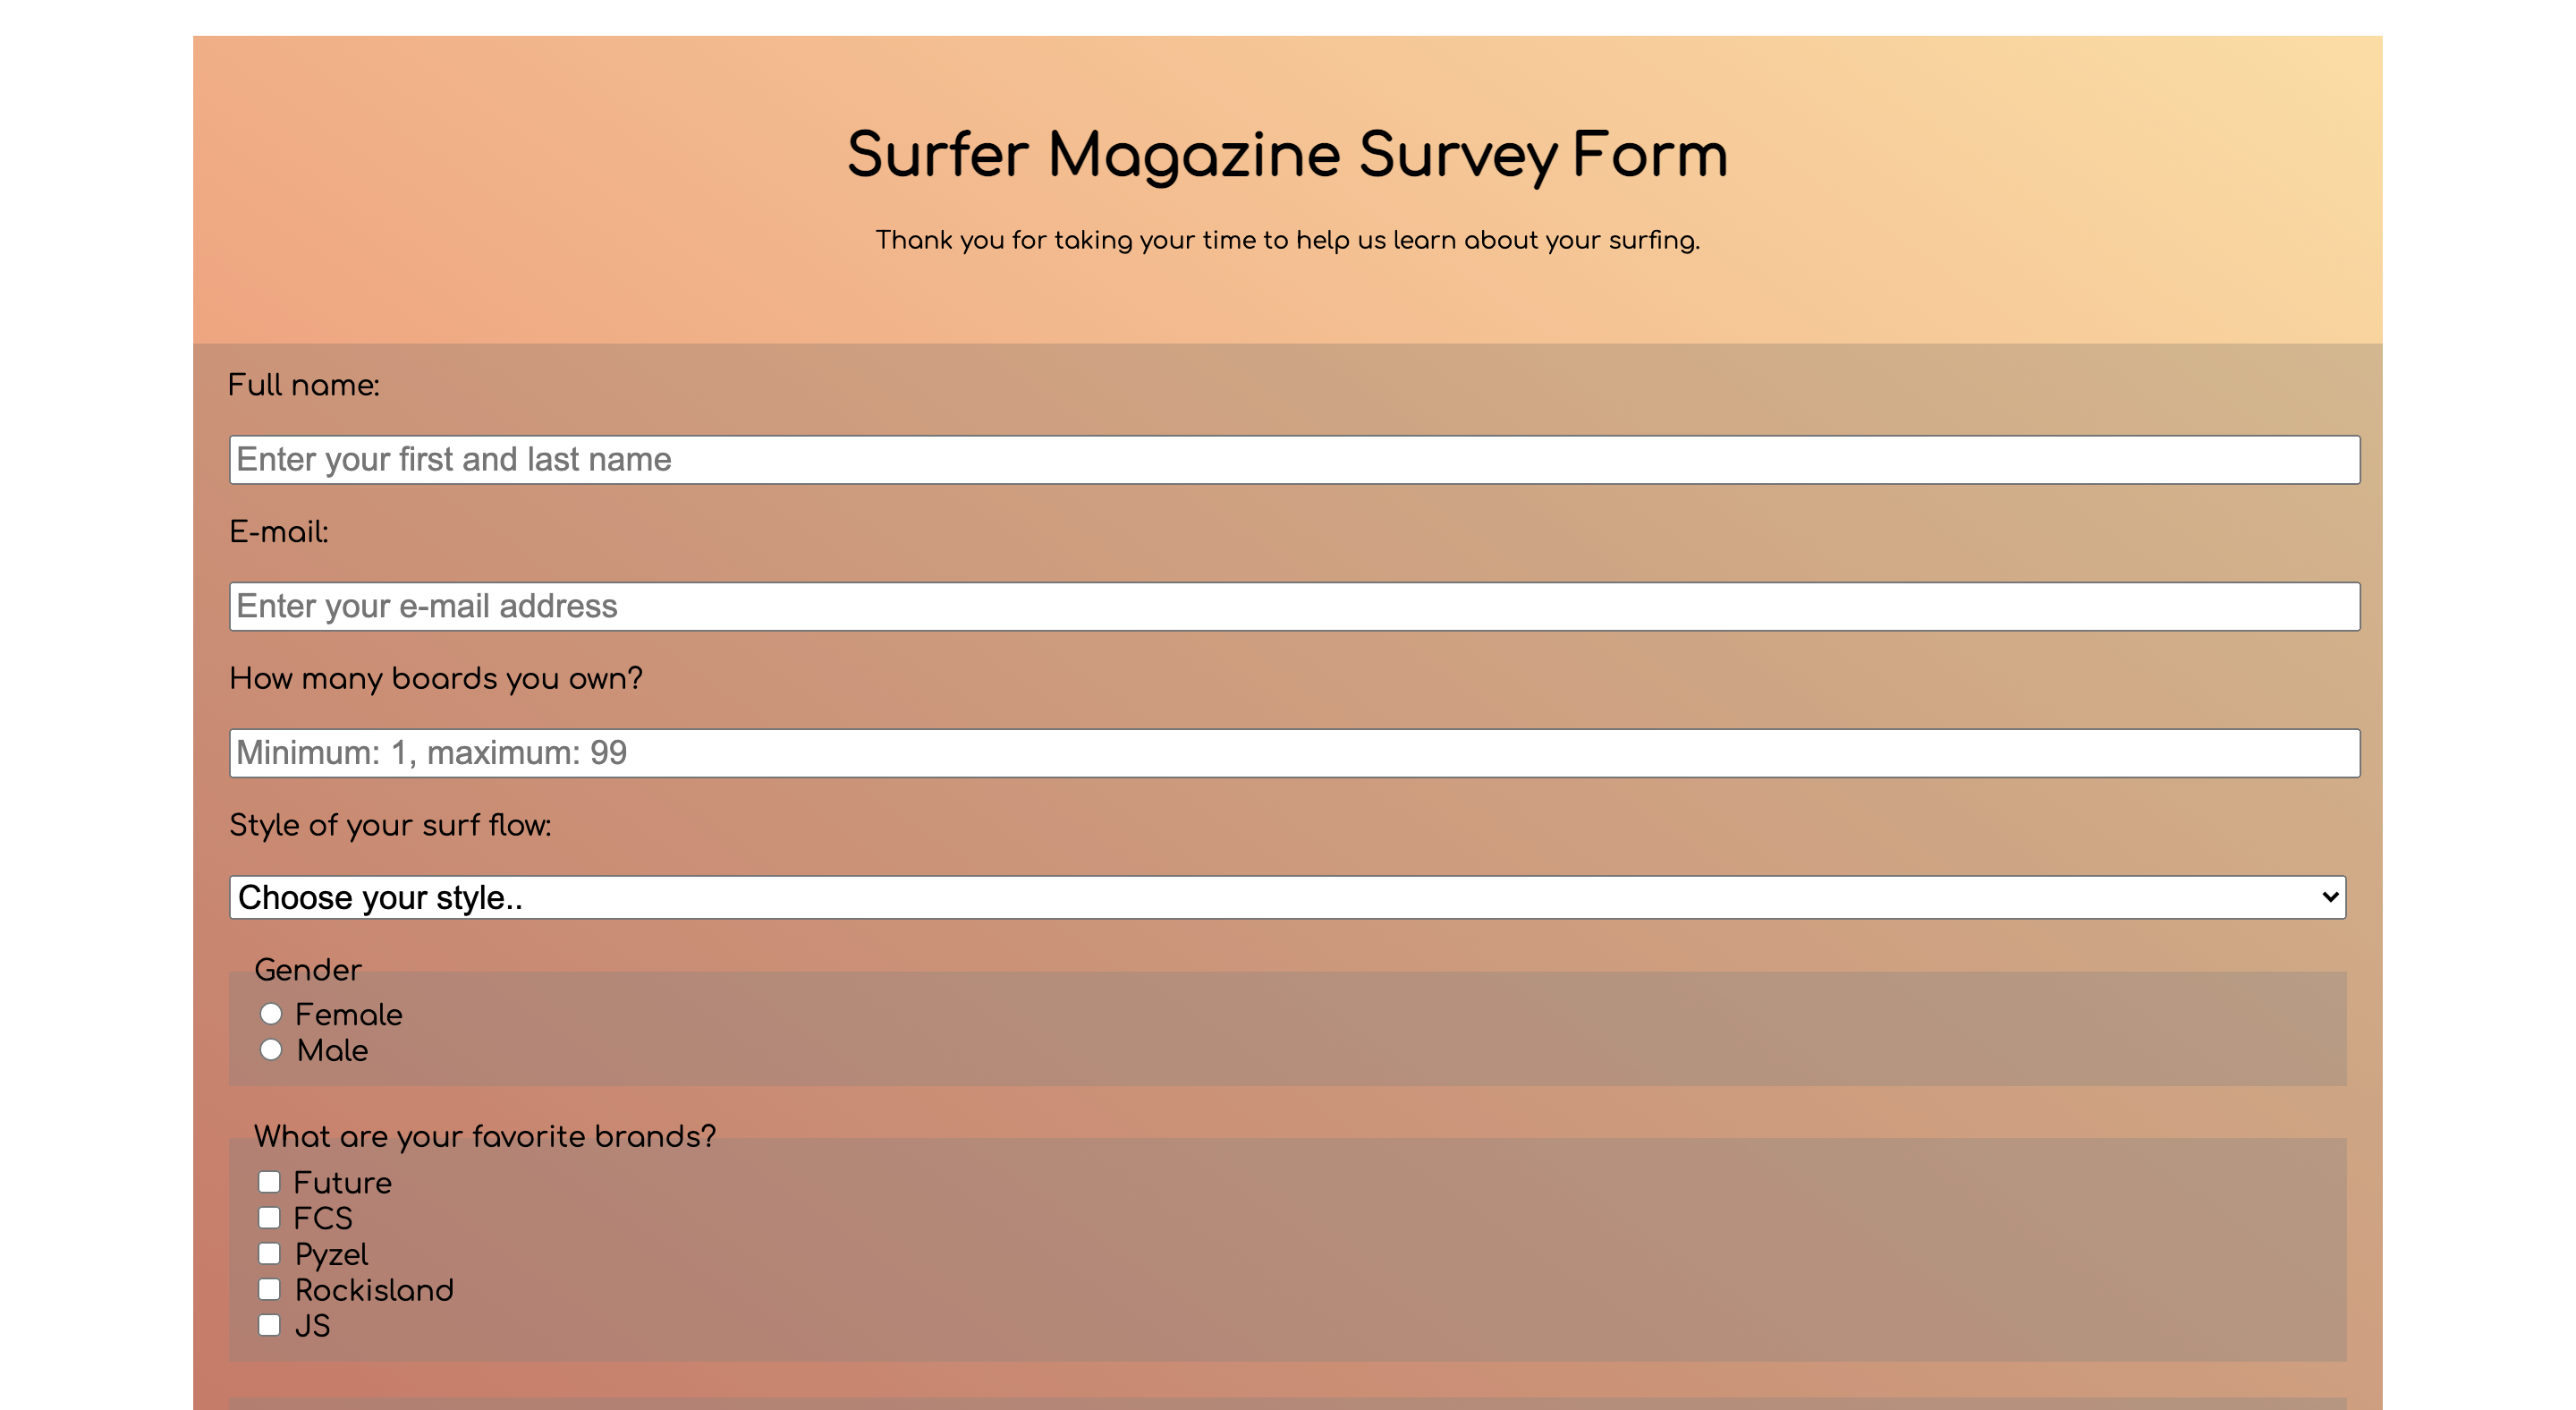 Surfer Magazine Survey Form
Thank you for taking your time to help us learn about your surfing.
Full name:
Enter your first and last name
E-mail:
Enter your e-mail address
How many boards you own?
Minimum: 1, maximum: 99
Style of your surf flow:
Choose your style..
Gender
Female
Male
What are your favorite brands?
Future
FCS
Pyzel
Rockisland
JS